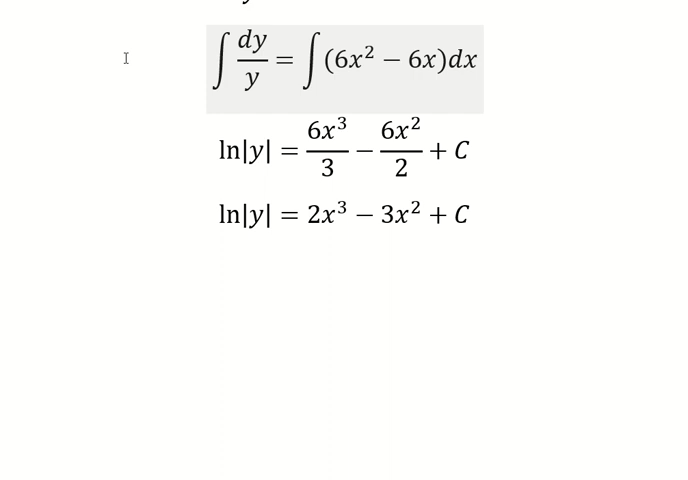 ∫ dy/y = ∫ (6x² − 6x)dx
ln|y| = 6x³/3 − 6x²/2 + C
ln|y| = 2x³ − 3x² + C